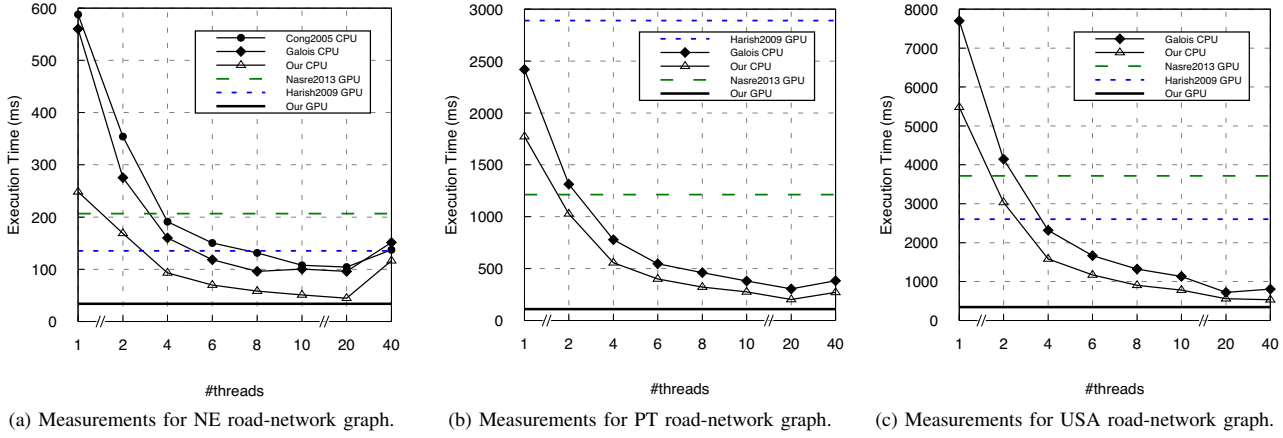 600
500
400
300
200
100
0
Execution Time (ms)
Cong2005 CPU
Galois CPU
Our CPU
Nasre2013 GPU
Harish2009 GPU
Our GPU
1 // 2 4 6 8 10 // 20 40
#threads
(a) Measurements for NE road-network graph.
3000
2500
2000
1500
1000
500
0
Execution Time (ms)
Harish2009 GPU
Galois CPU
Our CPU
Nasre2013 GPU
Our GPU
1 // 2 4 6 8 10 // 20 40
#threads
(b) Measurements for PT road-network graph.
8000
7000
6000
5000
4000
3000
2000
1000
0
Execution Time (ms)
Galois CPU
Our CPU
Nasre2013 GPU
Harish2009 GPU
Our GPU
1 // 2 4 6 8 10 // 20 40
#threads
(c) Measurements for USA road-network graph.